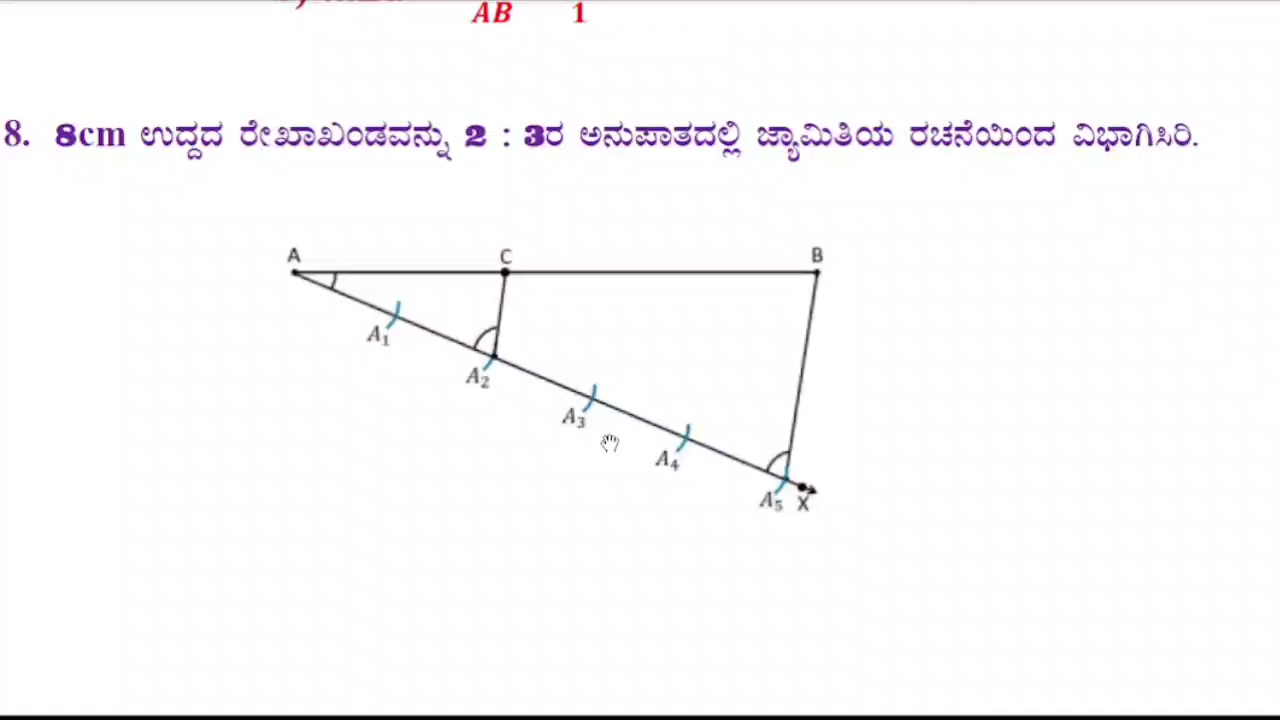 AB 1
8. 8cm ಉದ್ದದ ರೇಖಾಖಂಡವನ್ನು 2 : 3ರ ಅನುಪಾತದಲ್ಲಿ ಜ್ಯಾಮಿತಿಯ ರಚನೆಯಿಂದ ವಿಭಾಗಿಸಿರಿ.
A C B
A₁
A₂
A₃
A₄
A₅ X